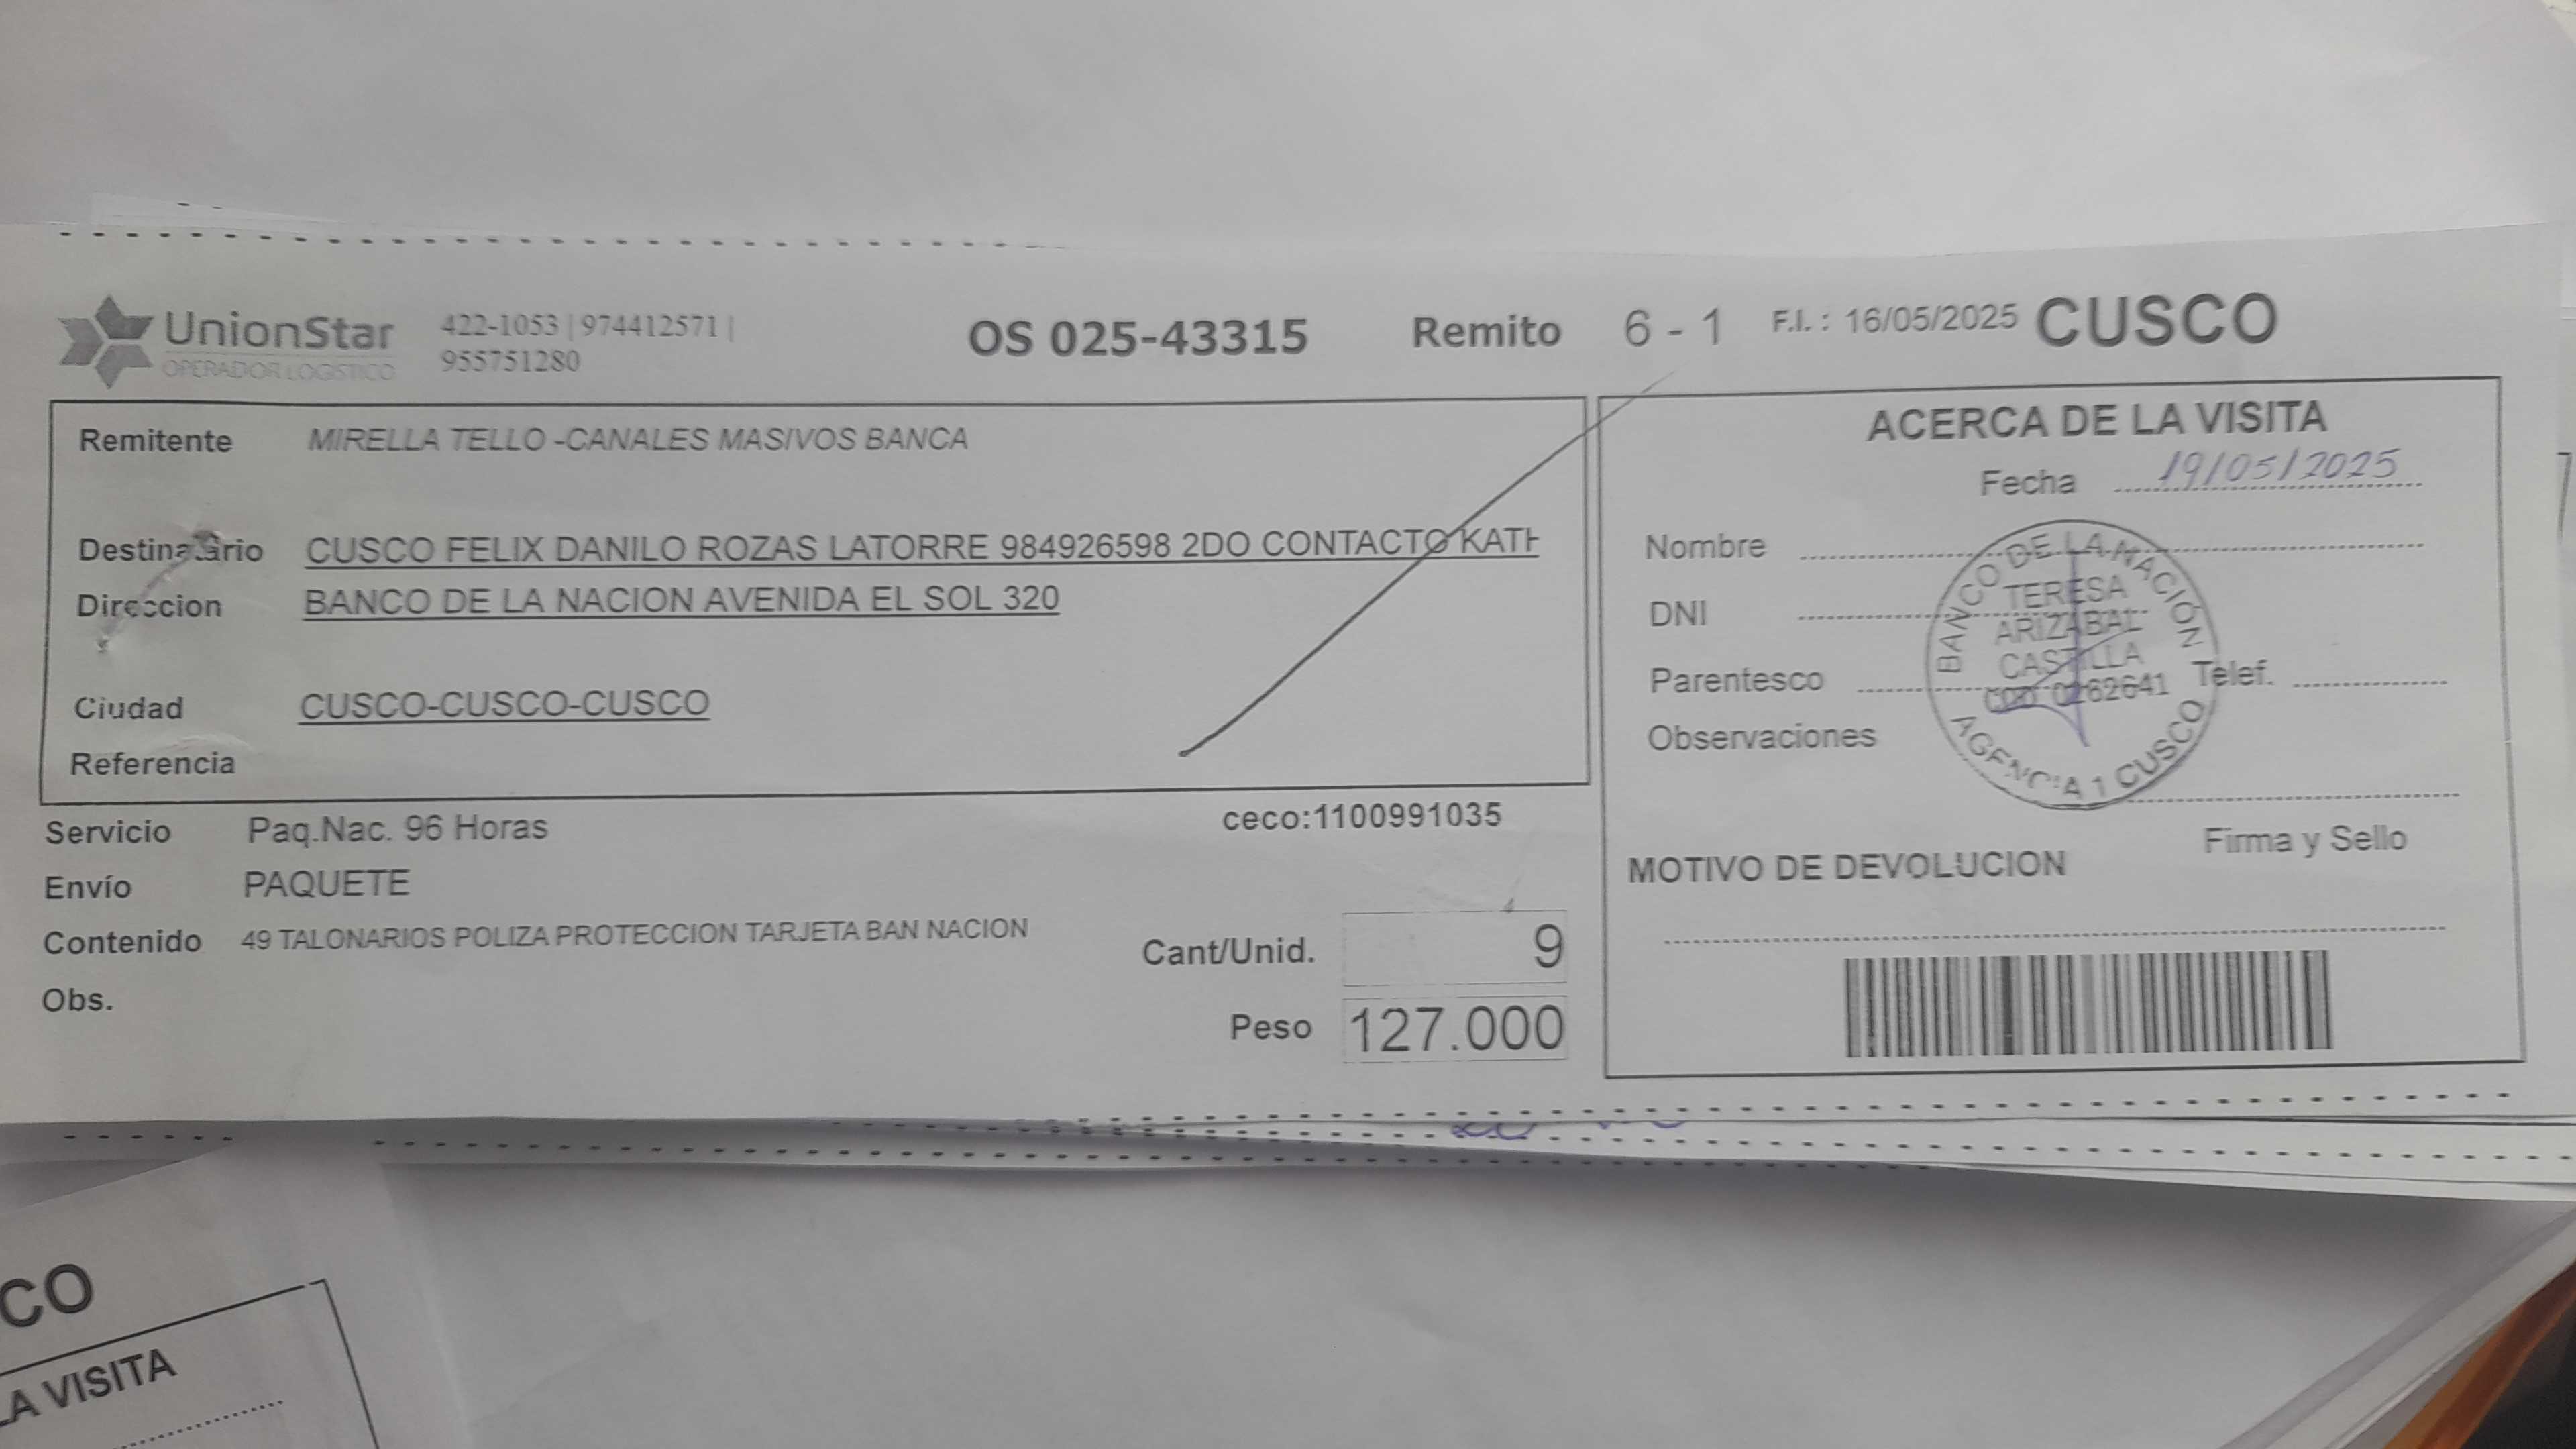 UnionStar
OPERADOR LOGISTICO
422-1053 | 974412571 |
955751280
OS 025-43315
Remito 6 - 1
F.I. : 16/05/2025
CUSCO
Remitente MIRELLA TELLO -CANALES MASIVOS BANCA
Destinatario CUSCO FELIX DANILO ROZAS LATORRE 984926598 2DO CONTACTO KATH
Direccion BANCO DE LA NACION AVENIDA EL SOL 320
Ciudad CUSCO-CUSCO-CUSCO
Referencia
Servicio Paq.Nac. 96 Horas
ceco:1100991035
Envío PAQUETE
Contenido 49 TALONARIOS POLIZA PROTECCION TARJETA BAN NACION
Cant/Unid. 9
Obs.
Peso 127.000
ACERCA DE LA VISITA
Fecha 19/05/2025
Nombre
DNI
Parentesco
Telef.
Observaciones
BANCO DE LA NACIÓN
TERESA
ARIZABAL
CASTILLA
COD 0262641
AGENCIA 1 CUSCO
Firma y Sello
MOTIVO DE DEVOLUCION
CO
LA VISITA